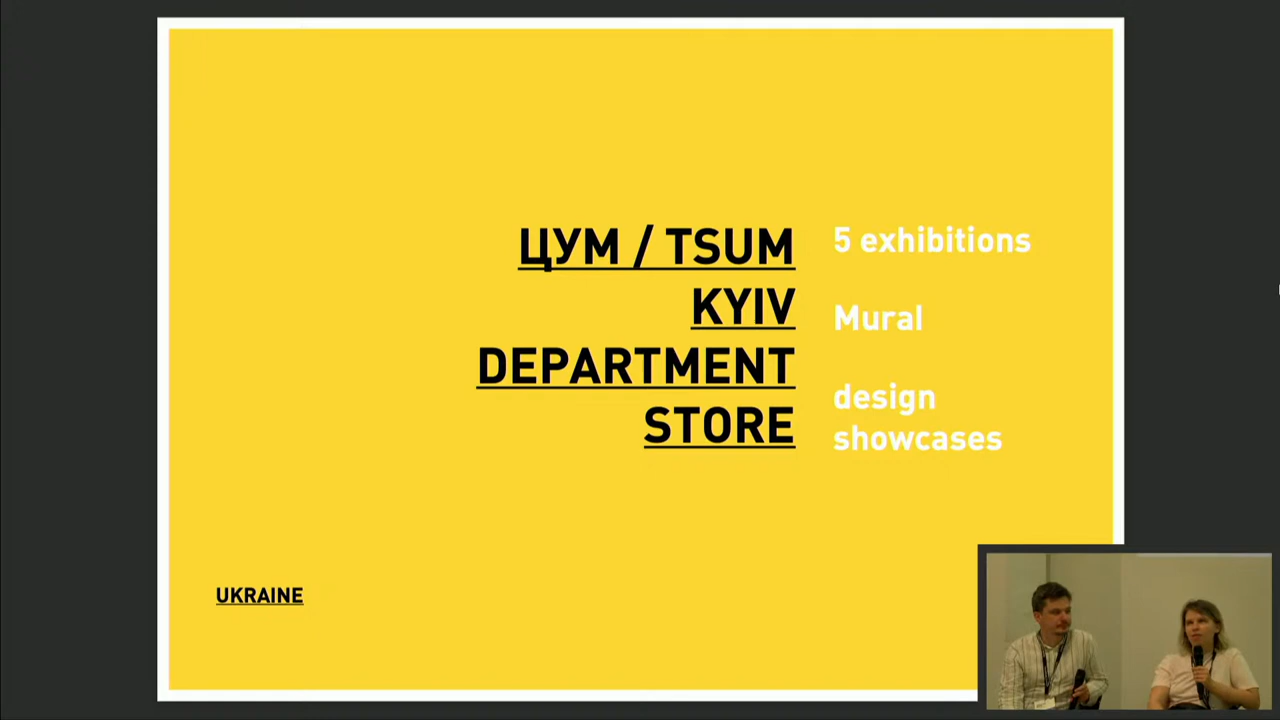 ЦУМ / TSUM
KYIV
DEPARTMENT
STORE
5 exhibitions
Mural
design
showcases
UKRAINE